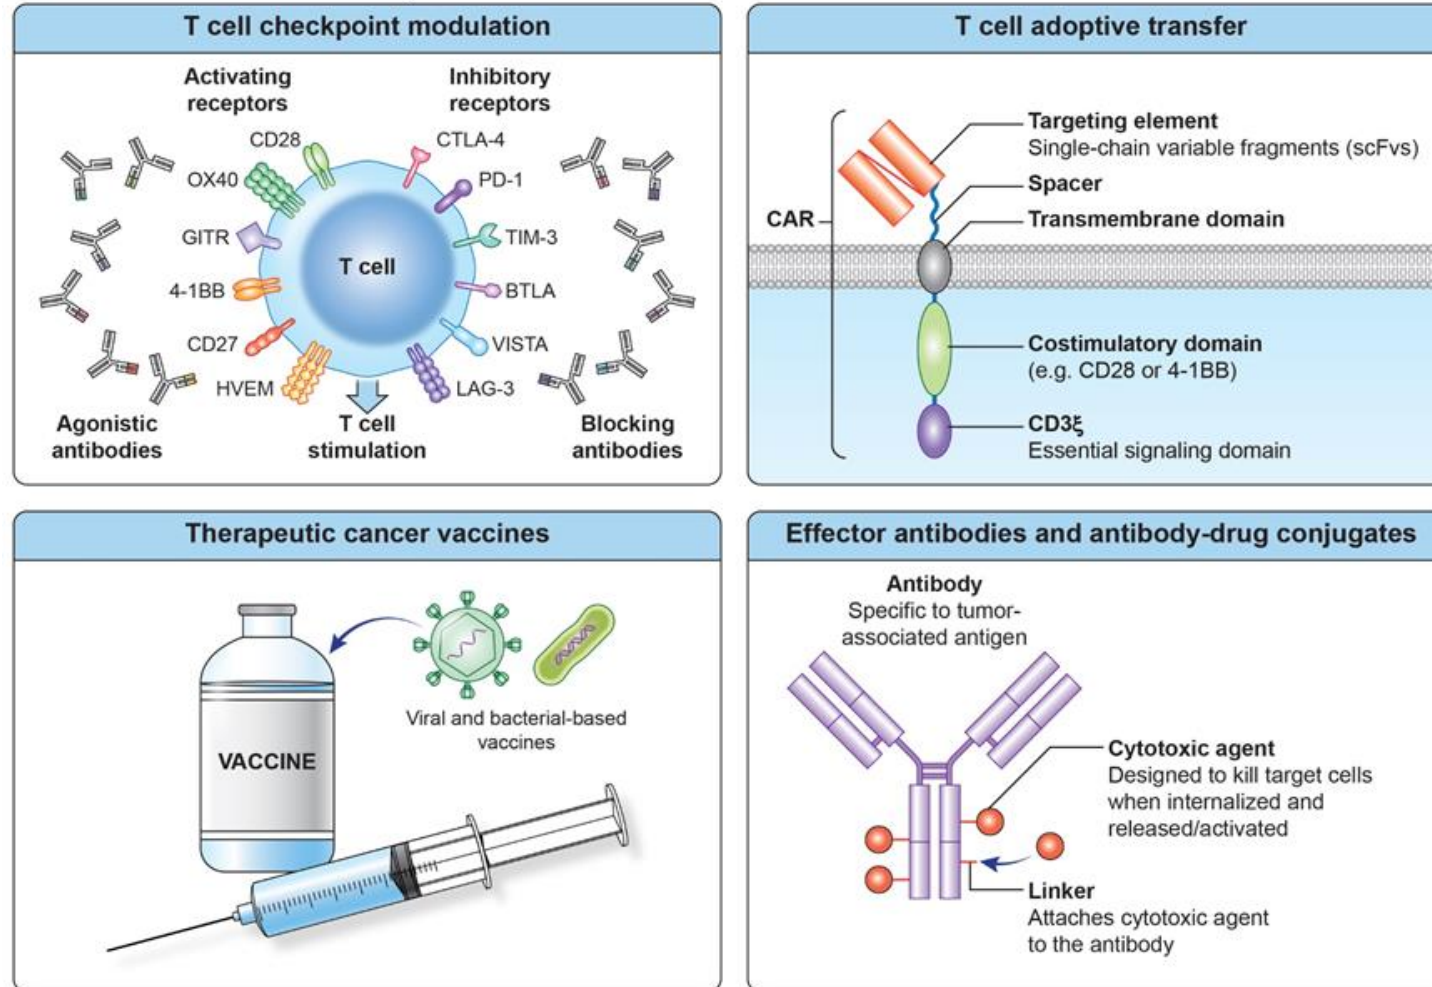 T cell checkpoint modulation
Activating
receptors
Inhibitory
receptors
CD28
CTLA-4
OX40
PD-1
GITR
TIM-3
T cell
4-1BB
BTLA
CD27
VISTA
HVEM
LAG-3
Agonistic
antibodies
T cell
stimulation
Blocking
antibodies
T cell adoptive transfer
CAR
Targeting element
Single-chain variable fragments (scFvs)
Spacer
Transmembrane domain
Costimulatory domain
(e.g. CD28 or 4-1BB)
CD3ξ
Essential signaling domain
Therapeutic cancer vaccines
VACCINE
Viral and bacterial-based
vaccines
Effector antibodies and antibody-drug conjugates
Antibody
Specific to tumor-
associated antigen
Cytotoxic agent
Designed to kill target cells
when internalized and
released/activated
Linker
Attaches cytotoxic agent
to the antibody